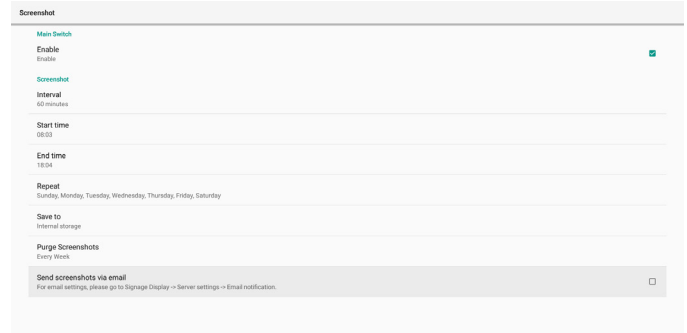 Screenshot
Main Switch
Enable
Enable
Screenshot
Interval
60 minutes
Start time
08:03
End time
18:04
Repeat
Sunday, Monday, Tuesday, Wednesday, Thursday, Friday, Saturday
Save to
Internal storage
Purge Screenshots
Every Week
Send screenshots via email
For email settings, please go to Signage Display -> Server settings -> Email notification.